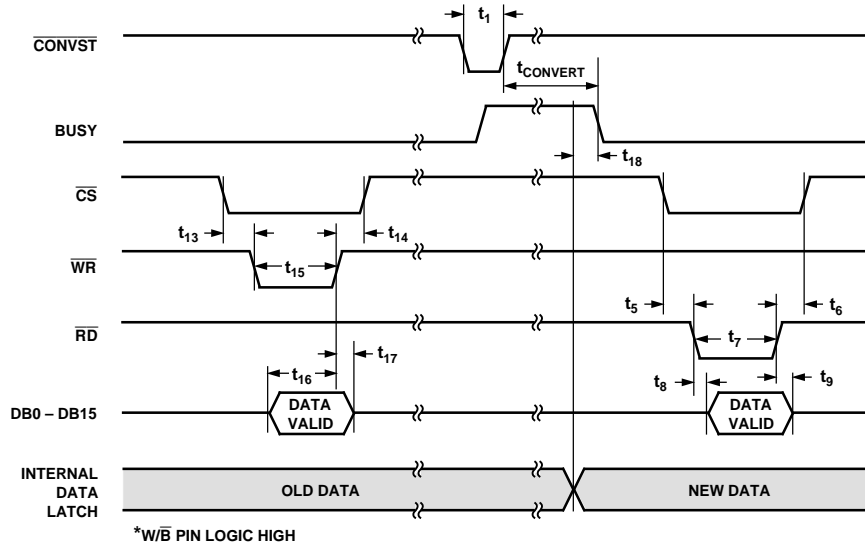 t1
CONVST
tCONVERT
BUSY
t18
CS
t13
t14
WR
t15
t5
t6
RD
t7
t17
t16
t8
t9
DB0 – DB15
DATA VALID
DATA VALID
INTERNAL
DATA
LATCH
OLD DATA
NEW DATA
*W/B̅ PIN LOGIC HIGH